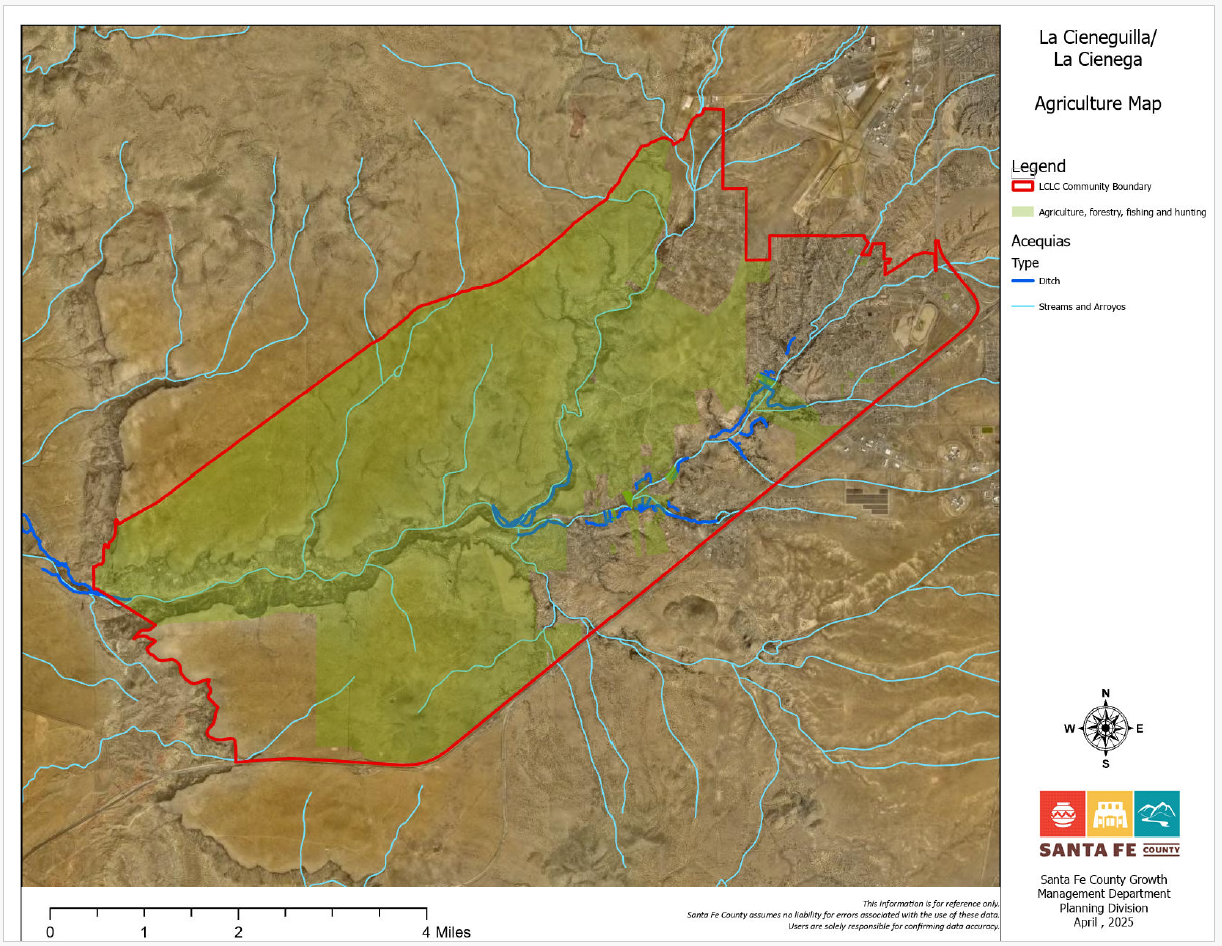 La Cieneguilla/
La Cienega
Agriculture Map
Legend
LCLC Community Boundary
Agriculture, forestry, fishing and hunting
Acequias
Type
Ditch
Streams and Arroyos
N
W E
S
SANTA FE COUNTY
Santa Fe County Growth
Management Department
Planning Division
April , 2025
This information is for reference only.
Santa Fe County assumes no liability for errors associated with the use of these data.
Users are solely responsible for confirming data accuracy.
0 1 2 4 Miles